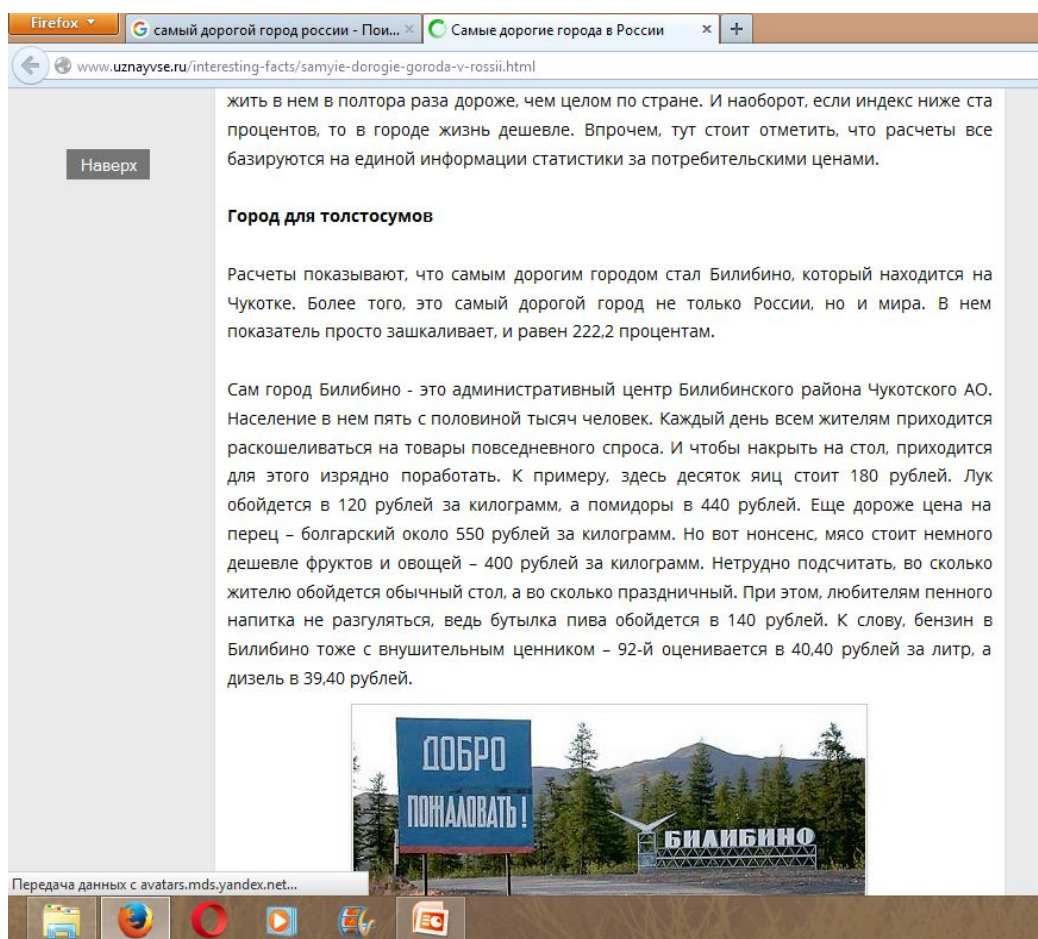 Firefox
самый дорогой город россии - Пои...
Самые дорогие города в России
www.uznayvse.ru/interesting-facts/samyie-dorogie-goroda-v-rossii.html
жить в нем в полтора раза дороже, чем целом по стране. И наоборот, если индекс ниже ста
процентов, то в городе жизнь дешевле. Впрочем, тут стоит отметить, что расчеты все
базируются на единой информации статистики за потребительскими ценами.
Наверх
Город для толстосумов
Расчеты показывают, что самым дорогим городом стал Билибино, который находится на
Чукотке. Более того, это самый дорогой город не только России, но и мира. В нем
показатель просто зашкаливает, и равен 222,2 процентам.
Сам город Билибино - это административный центр Билибинского района Чукотского АО.
Население в нем пять с половиной тысяч человек. Каждый день всем жителям приходится
раскошеливаться на товары повседневного спроса. И чтобы накрыть на стол, приходится
для этого изрядно поработать. К примеру, здесь десяток яиц стоит 180 рублей. Лук
обойдется в 120 рублей за килограмм, а помидоры в 440 рублей. Еще дороже цена на
перец – болгарский около 550 рублей за килограмм. Но вот нонсенс, мясо стоит немного
дешевле фруктов и овощей – 400 рублей за килограмм. Нетрудно подсчитать, во сколько
жителю обойдется обычный стол, а во сколько праздничный. При этом, любителям пенного
напитка не разгуляться, ведь бутылка пива обойдется в 140 рублей. К слову, бензин в
Билибино тоже с внушительным ценником – 92-й оценивается в 40,40 рублей за литр, а
дизель в 39,40 рублей.
ДОБРО
ПОЖАЛОВАТЬ!
БИЛИБИНО
Передача данных с avatars.mds.yandex.net...